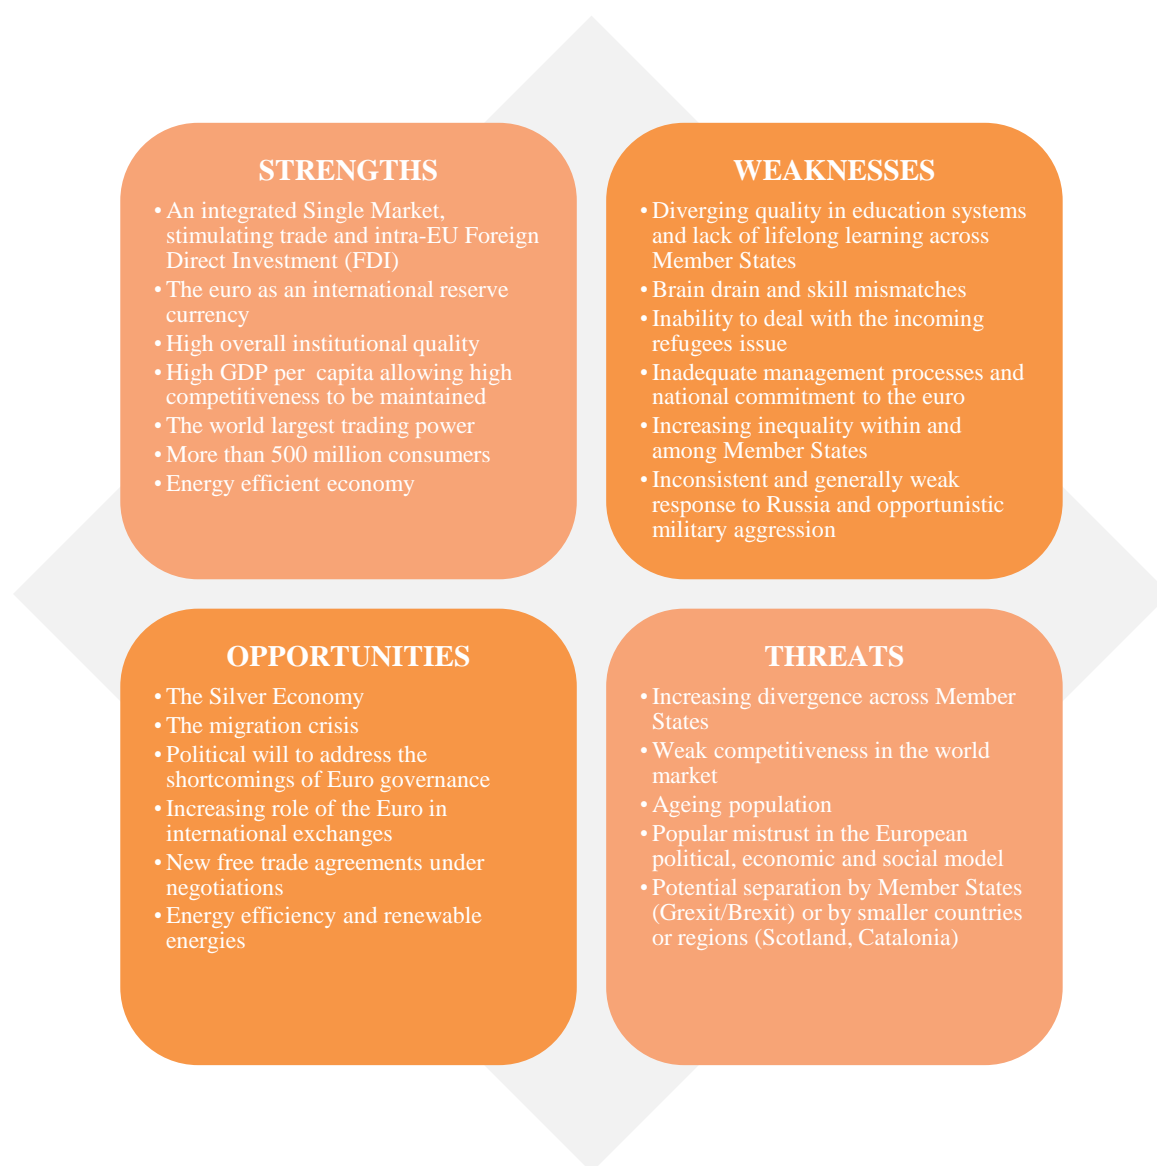 STRENGTHS
• An integrated Single Market,
stimulating trade and intra-EU Foreign
Direct Investment (FDI)
• The euro as an international reserve
currency
• High overall institutional quality
• High GDP per  capita allowing high
competitiveness to be maintained
• The world largest trading power
• More than 500 million consumers
• Energy efficient economy
WEAKNESSES
• Diverging quality in education systems
and lack of lifelong learning across
Member States
• Brain drain and skill mismatches
• Inability to deal with the incoming
refugees issue
• Inadequate management processes and
national commitment to the euro
• Increasing inequality within and
among Member States
• Inconsistent and generally weak
response to Russia and opportunistic
military aggression
OPPORTUNITIES
• The Silver Economy
• The migration crisis
• Political will to address the
shortcomings of Euro governance
• Increasing role of the Euro in
international exchanges
• New free trade agreements under
negotiations
• Energy efficiency and renewable
energies
THREATS
• Increasing divergence across Member
States
• Weak competitiveness in the world
market
• Ageing population
• Popular mistrust in the European
political, economic and social model
• Potential separation by Member States
(Grexit/Brexit) or by smaller countries
or regions (Scotland, Catalonia)